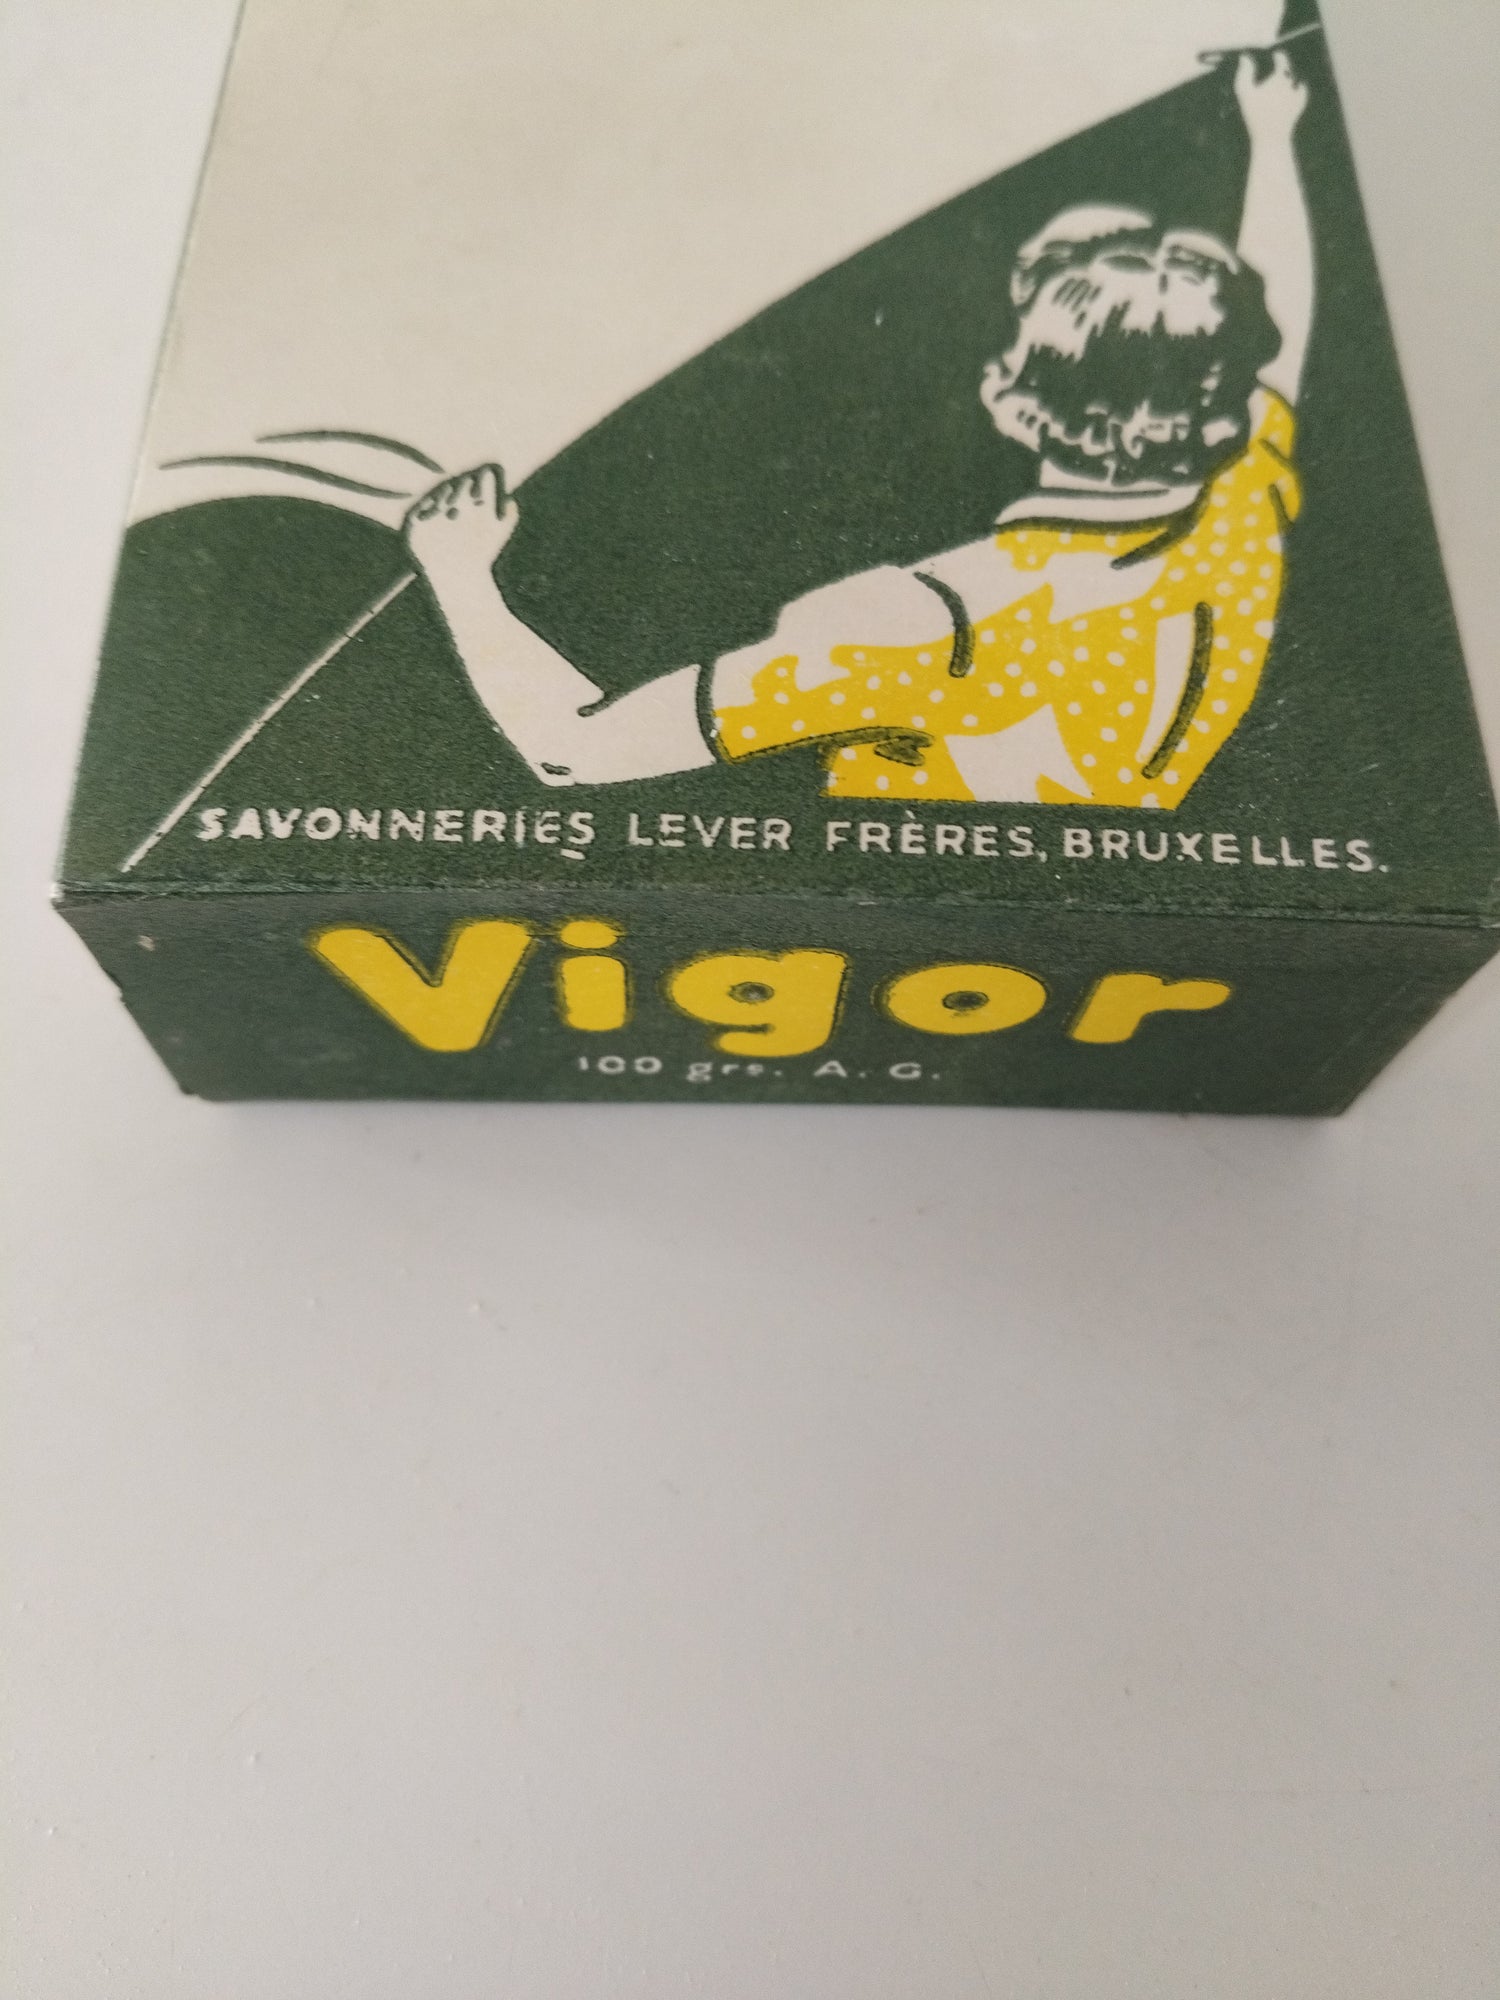 SAVONNERIES LEVER FRÈRES, BRUXELLES.
Vigor
100 grs. A. G.